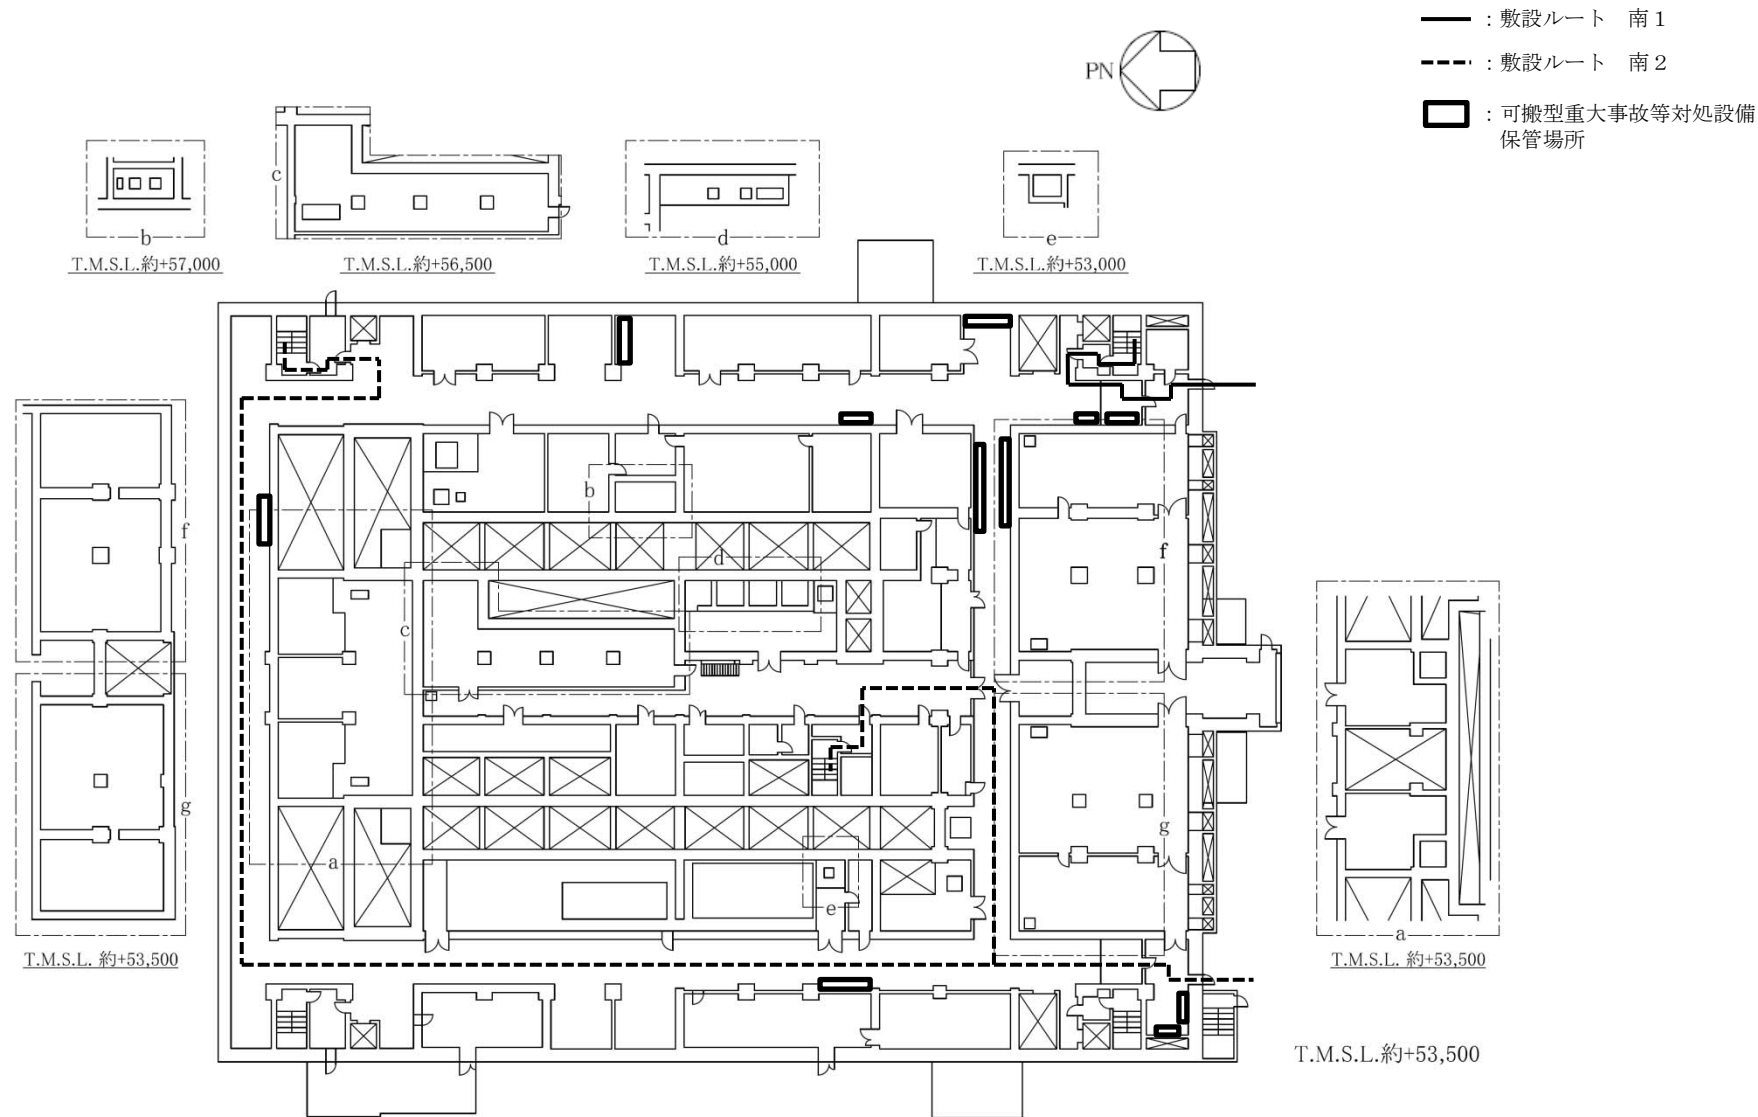 ：敷設ルート　南１
：敷設ルート　南２
：可搬型重大事故等対処設備
保管場所
PN
c
b
d
e
T.M.S.L.約+57,000
T.M.S.L.約+56,500
T.M.S.L.約+55,000
T.M.S.L.約+53,000
f
g
T.M.S.L. 約+53,500
b
d
c
f
a
e
g
a
T.M.S.L. 約+53,500
T.M.S.L.約+53,500